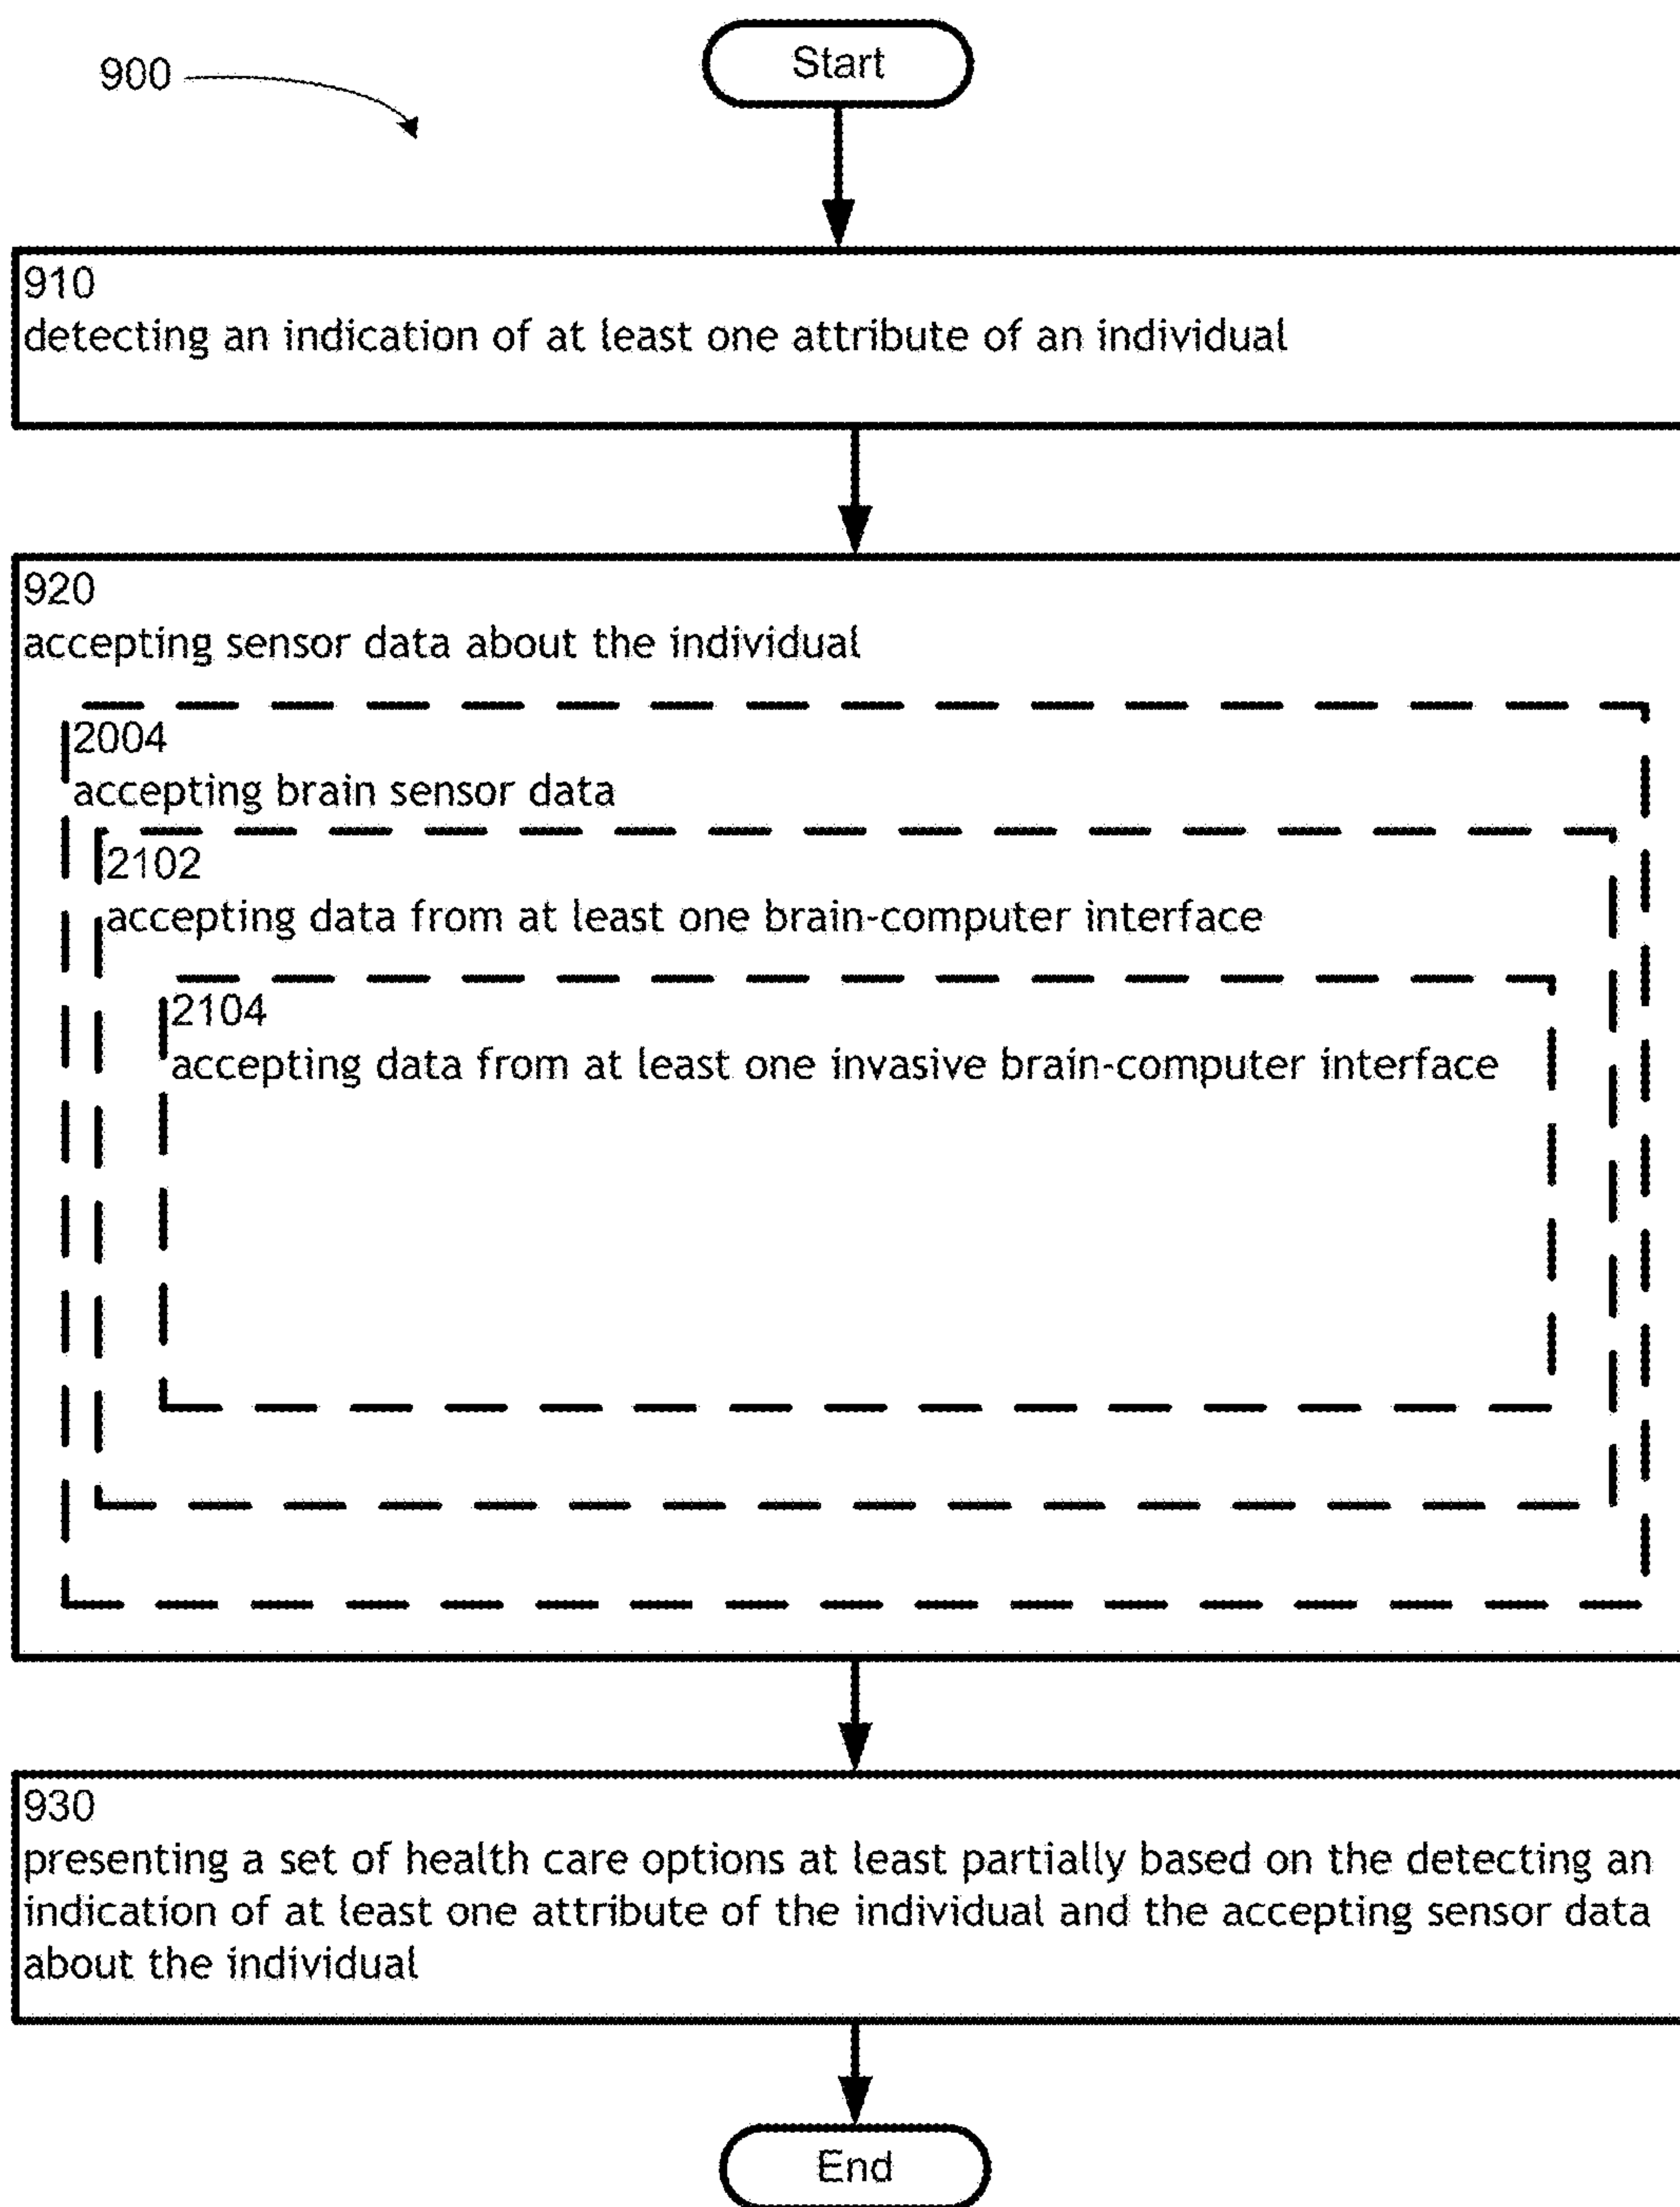 Start
900
910
detecting an indication of at least one attribute of an individual
920
accepting sensor data about the individual
2004
accepting brain sensor data
2102
accepting data from at least one brain-computer interface
2104
accepting data from at least one invasive brain-computer interface
930
presenting a set of health care options at least partially based on the detecting an
indication of at least one attribute of the individual and the accepting sensor data
about the individual
End